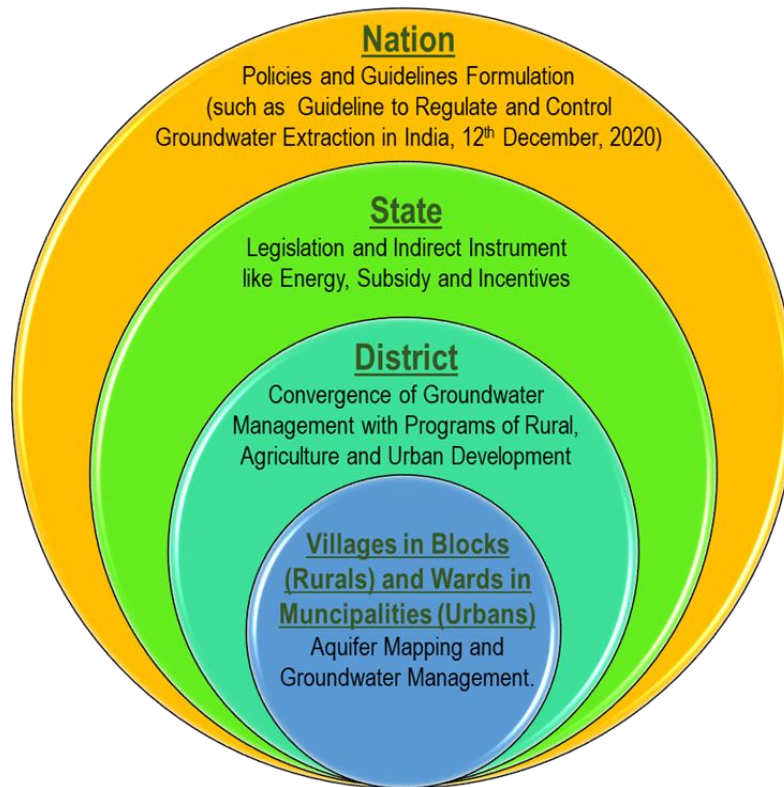 Nation
Policies and Guidelines Formulation
(such as Guideline to Regulate and Control
Groundwater Extraction in India, 12th December, 2020)
State
Legislation and Indirect Instrument
like Energy, Subsidy and Incentives
District
Convergence of Groundwater
Management with Programs of Rural,
Agriculture and Urban Development
Villages in Blocks
(Rurals) and Wards in
Muncipalities (Urbans)
Aquifer Mapping and
Groundwater Management.